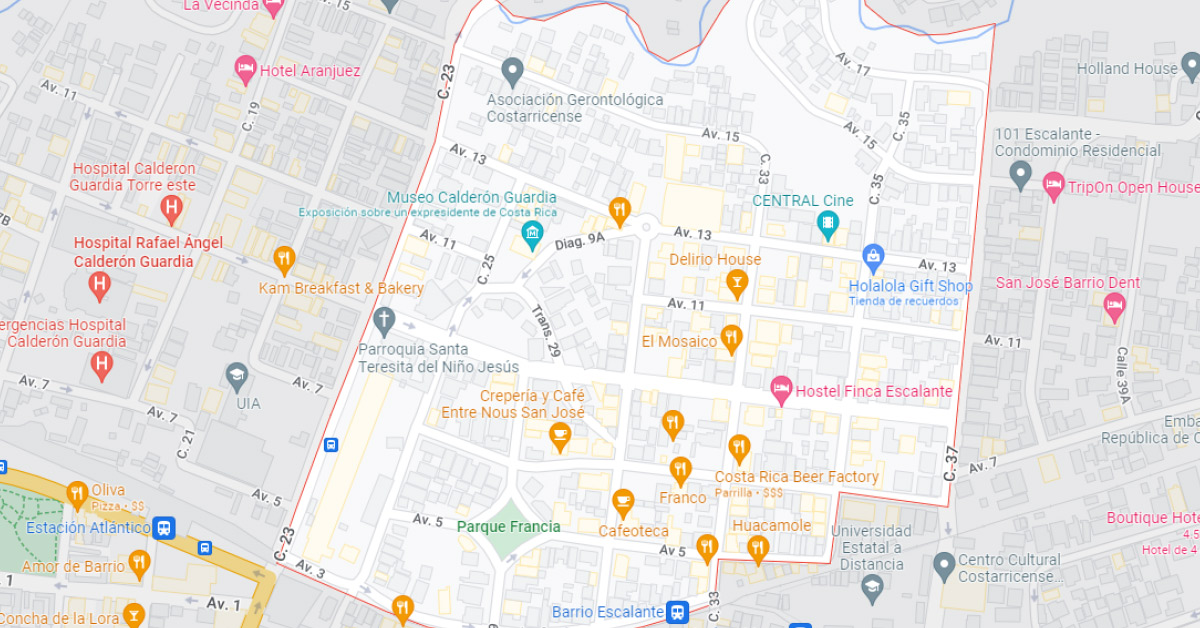 La Vecinda
Av. 15
Hotel Aranjuez
C. 23
Av. 17
Holland House
Av. 11
C. 19
Asociación Gerontológica
Costarricense
Av. 15
Av. 15
C. 35
101 Escalante -
Condominio Residencial
Av. 13
C. 33
Hospital Calderon
Guardia Torre este
Museo Calderón Guardia
Exposición sobre un expresidente de Costa Rica
CENTRAL Cine
C. 35
TripOn Open House
7B
Av. 11
Diag. 9A
Av. 13
Hospital Rafael Ángel
Calderón Guardia
Delirio House
Av. 13
C. 25
Kam Breakfast & Bakery
Holalola Gift Shop
Tienda de recuerdos
San José Barrio Dent
Av. 11
ergencias Hospital
Calderón Guardia
Trans. 29
El Mosaico
Av. 11
Parroquia Santa
Teresita del Niño Jesús
Calle 39A
Av. 7
Av. 7
UIA
Crepería y Café
Entre Nous San José
Hostel Finca Escalante
Av. 7
C. 21
Emba
República de C
C. 37
Av. 7
Costa Rica Beer Factory
Parrilla • $$$
Oliva
Pizza • $$
Av. 5
Franco
Estación Atlántico
Av. 5
Parque Francia
Cafeoteca
Huacamole
Universidad
Estatal a
Distancia
Boutique Hote
4.5
Hotel de 4
C. 23
Av 5
Amor de Barrio
Av. 3
Centro Cultural
Costarricense...
1
Av. 1
Concha de la Lora
Barrio Escalante
C. 33